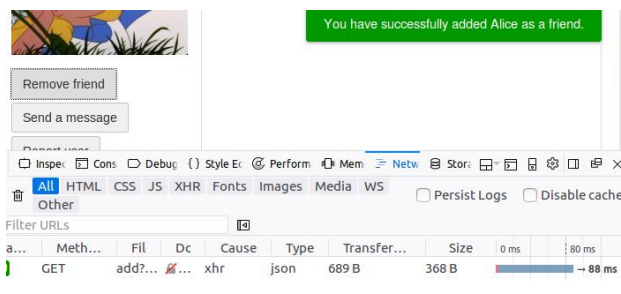 You have successfully added Alice as a friend.
Remove friend
Send a message
Report user
Inspec Cons Debug {} Style Ec Perform Mem Netw Stora
All HTML CSS JS XHR Fonts Images Media WS
Other
Persist Logs Disable cache
Filter URLs
a... Meth... Fil Dc Cause Type Transfer... Size 0 ms 80 ms
GET add?... ... xhr json 689 B 368 B → 88 ms